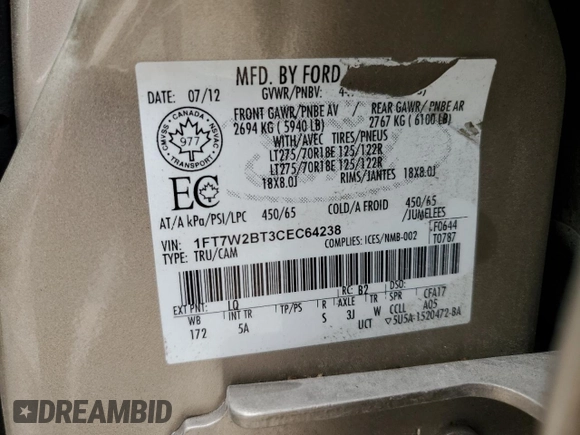 MFD. BY FORD
DATE: 07/12
GVWR/PNBV:
FRONT GAWR/PNBE AV
REAR GAWR/ PNBE AR
2694 KG ( 5940 LB)
2767 KG ( 6100 LB)
WITH/AVEC TIRES/PNEUS
LT275/70R18E 125/122R
LT275/70R18E 125/122R
18X8.0J
RIMS/JANTES 18X8.0J
CMVSS • CANADA • NSVAC
977
TRANSPORT
EC
AT/A kPa/PSI/LPC 450/65
COLD/A FROID 450/65
/JUMELEES
VIN: 1FT7W2BT3CEC64238
COMPLIES: ICES/NMB-002
F0644
TYPE: TRU/CAM
T0787
EXT PNT: LQ
RC: B2
DSO:
CFA17
WB INT TR TP/PS R AXLE TR SPR
A05
172 5A S 3J W CCLL
UCT ▽ 5U5A-1520472-BA
DREAMBID